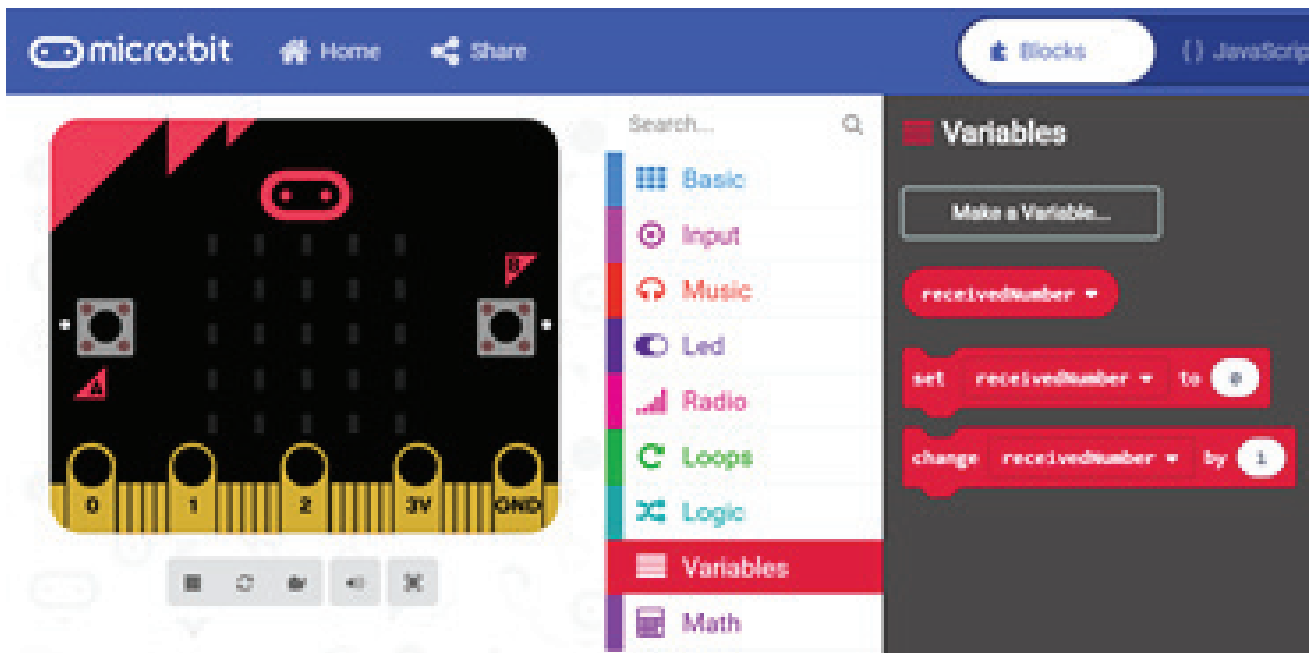 micro:bit Home Share Blocks {} JavaScrip
B
A
0 1 2 3V GND
Search...
Basic
Input
Music
Led
Radio
Loops
Logic
Variables
Math
Variables
Make a Variable...
receivedNumber
set receivedNumber to 0
change receivedNumber by 1